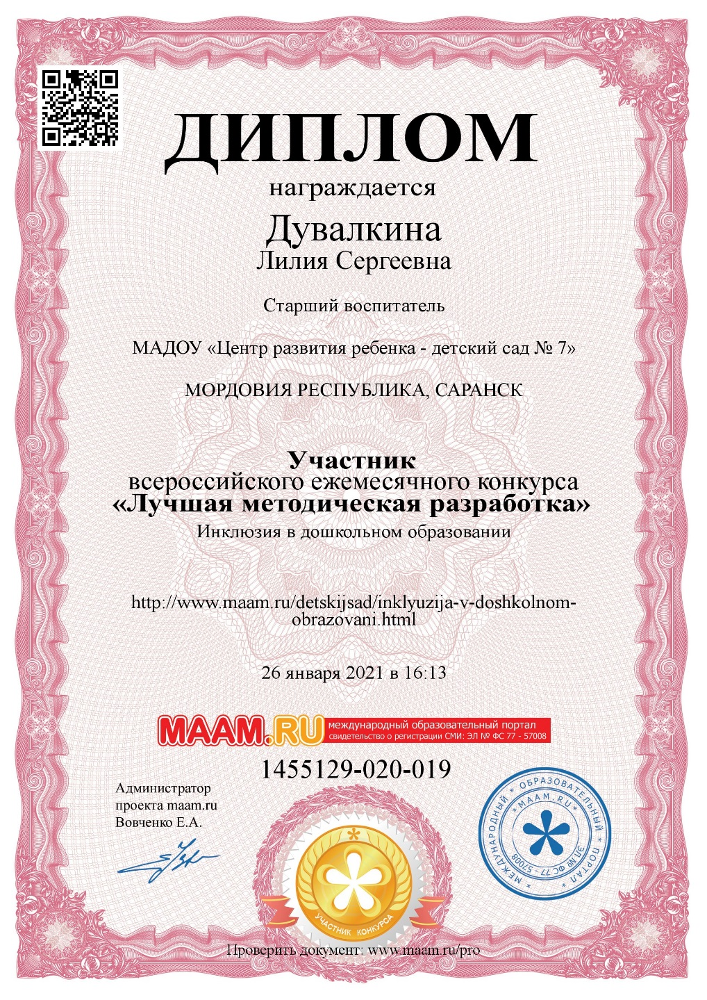 ДИПЛОМ
награждается
Дувалкина
Лилия Сергеевна
Старший воспитатель
МАДОУ «Центр развития ребенка - детский сад № 7»
МОРДОВИЯ РЕСПУБЛИКА, САРАНСК
Участник
всероссийского ежемесячного конкурса
«Лучшая методическая разработка»
Инклюзия в дошкольном образовании
http://www.maam.ru/detskijsad/inklyuzija-v-doshkolnom-
obrazovani.html
26 января 2021 в 16:13
MAAM.RU международный образовательный портал
свидетельство о регистрации СМИ: ЭЛ № ФС 77 - 57008
1455129-020-019
Администратор
проекта maam.ru
Вовченко Е.А.
* МЕЖДУНАРОДНЫЙ * ОБРАЗОВАТЕЛЬНЫЙ * ПОРТАЛ *
* MAAM.RU *
ЭЛ № ФС 77 - 57008
УЧАСТНИК КОНКУРСА
Проверить документ: www.maam.ru/pro